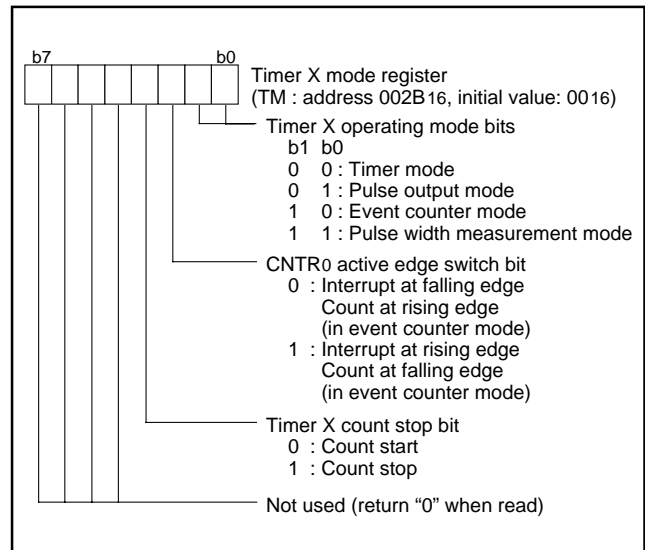 b7 b0
Timer X mode register
(TM : address 002B16, initial value: 0016)
Timer X operating mode bits
b1 b0
0 0 : Timer mode
0 1 : Pulse output mode
1 0 : Event counter mode
1 1 : Pulse width measurement mode
CNTR0 active edge switch bit
0 : Interrupt at falling edge
Count at rising edge
(in event counter mode)
1 : Interrupt at rising edge
Count at falling edge
(in event counter mode)
Timer X count stop bit
0 : Count start
1 : Count stop
Not used (return “0” when read)